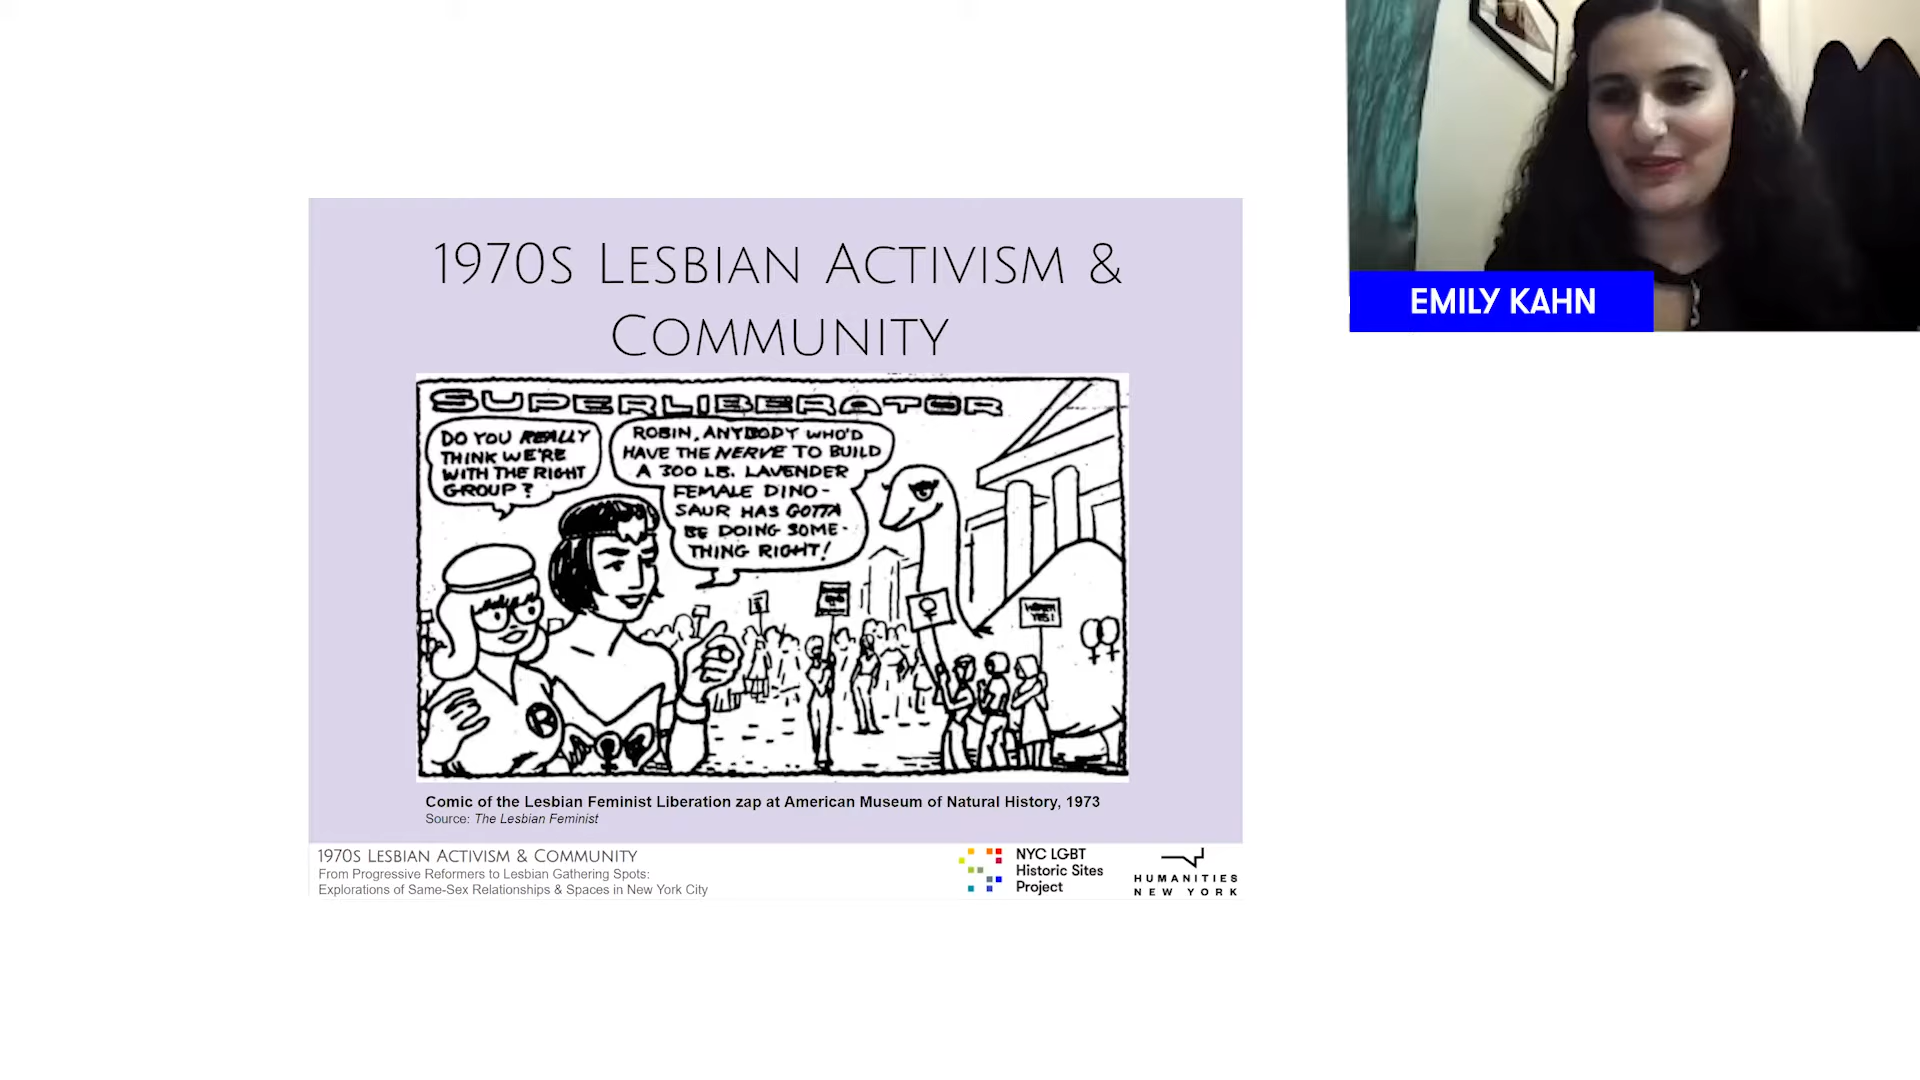 1970s Lesbian Activism &
Community
SUPERLIBERATOR
DO YOU REALLY
THINK WE'RE
WITH THE RIGHT
GROUP?
ROBIN, ANYBODY WHO'D
HAVE THE NERVE TO BUILD
A 300 LB. LAVENDER
FEMALE DINO-
SAUR HAS GOTTA
BE DOING SOME-
THING RIGHT!
R
YES!
Comic of the Lesbian Feminist Liberation zap at American Museum of Natural History, 1973
Source: The Lesbian Feminist
1970s Lesbian Activism & Community
From Progressive Reformers to Lesbian Gathering Spots:
Explorations of Same-Sex Relationships & Spaces in New York City
NYC LGBT
Historic Sites
Project
HUMANITIES
NEW YORK
EMILY KAHN